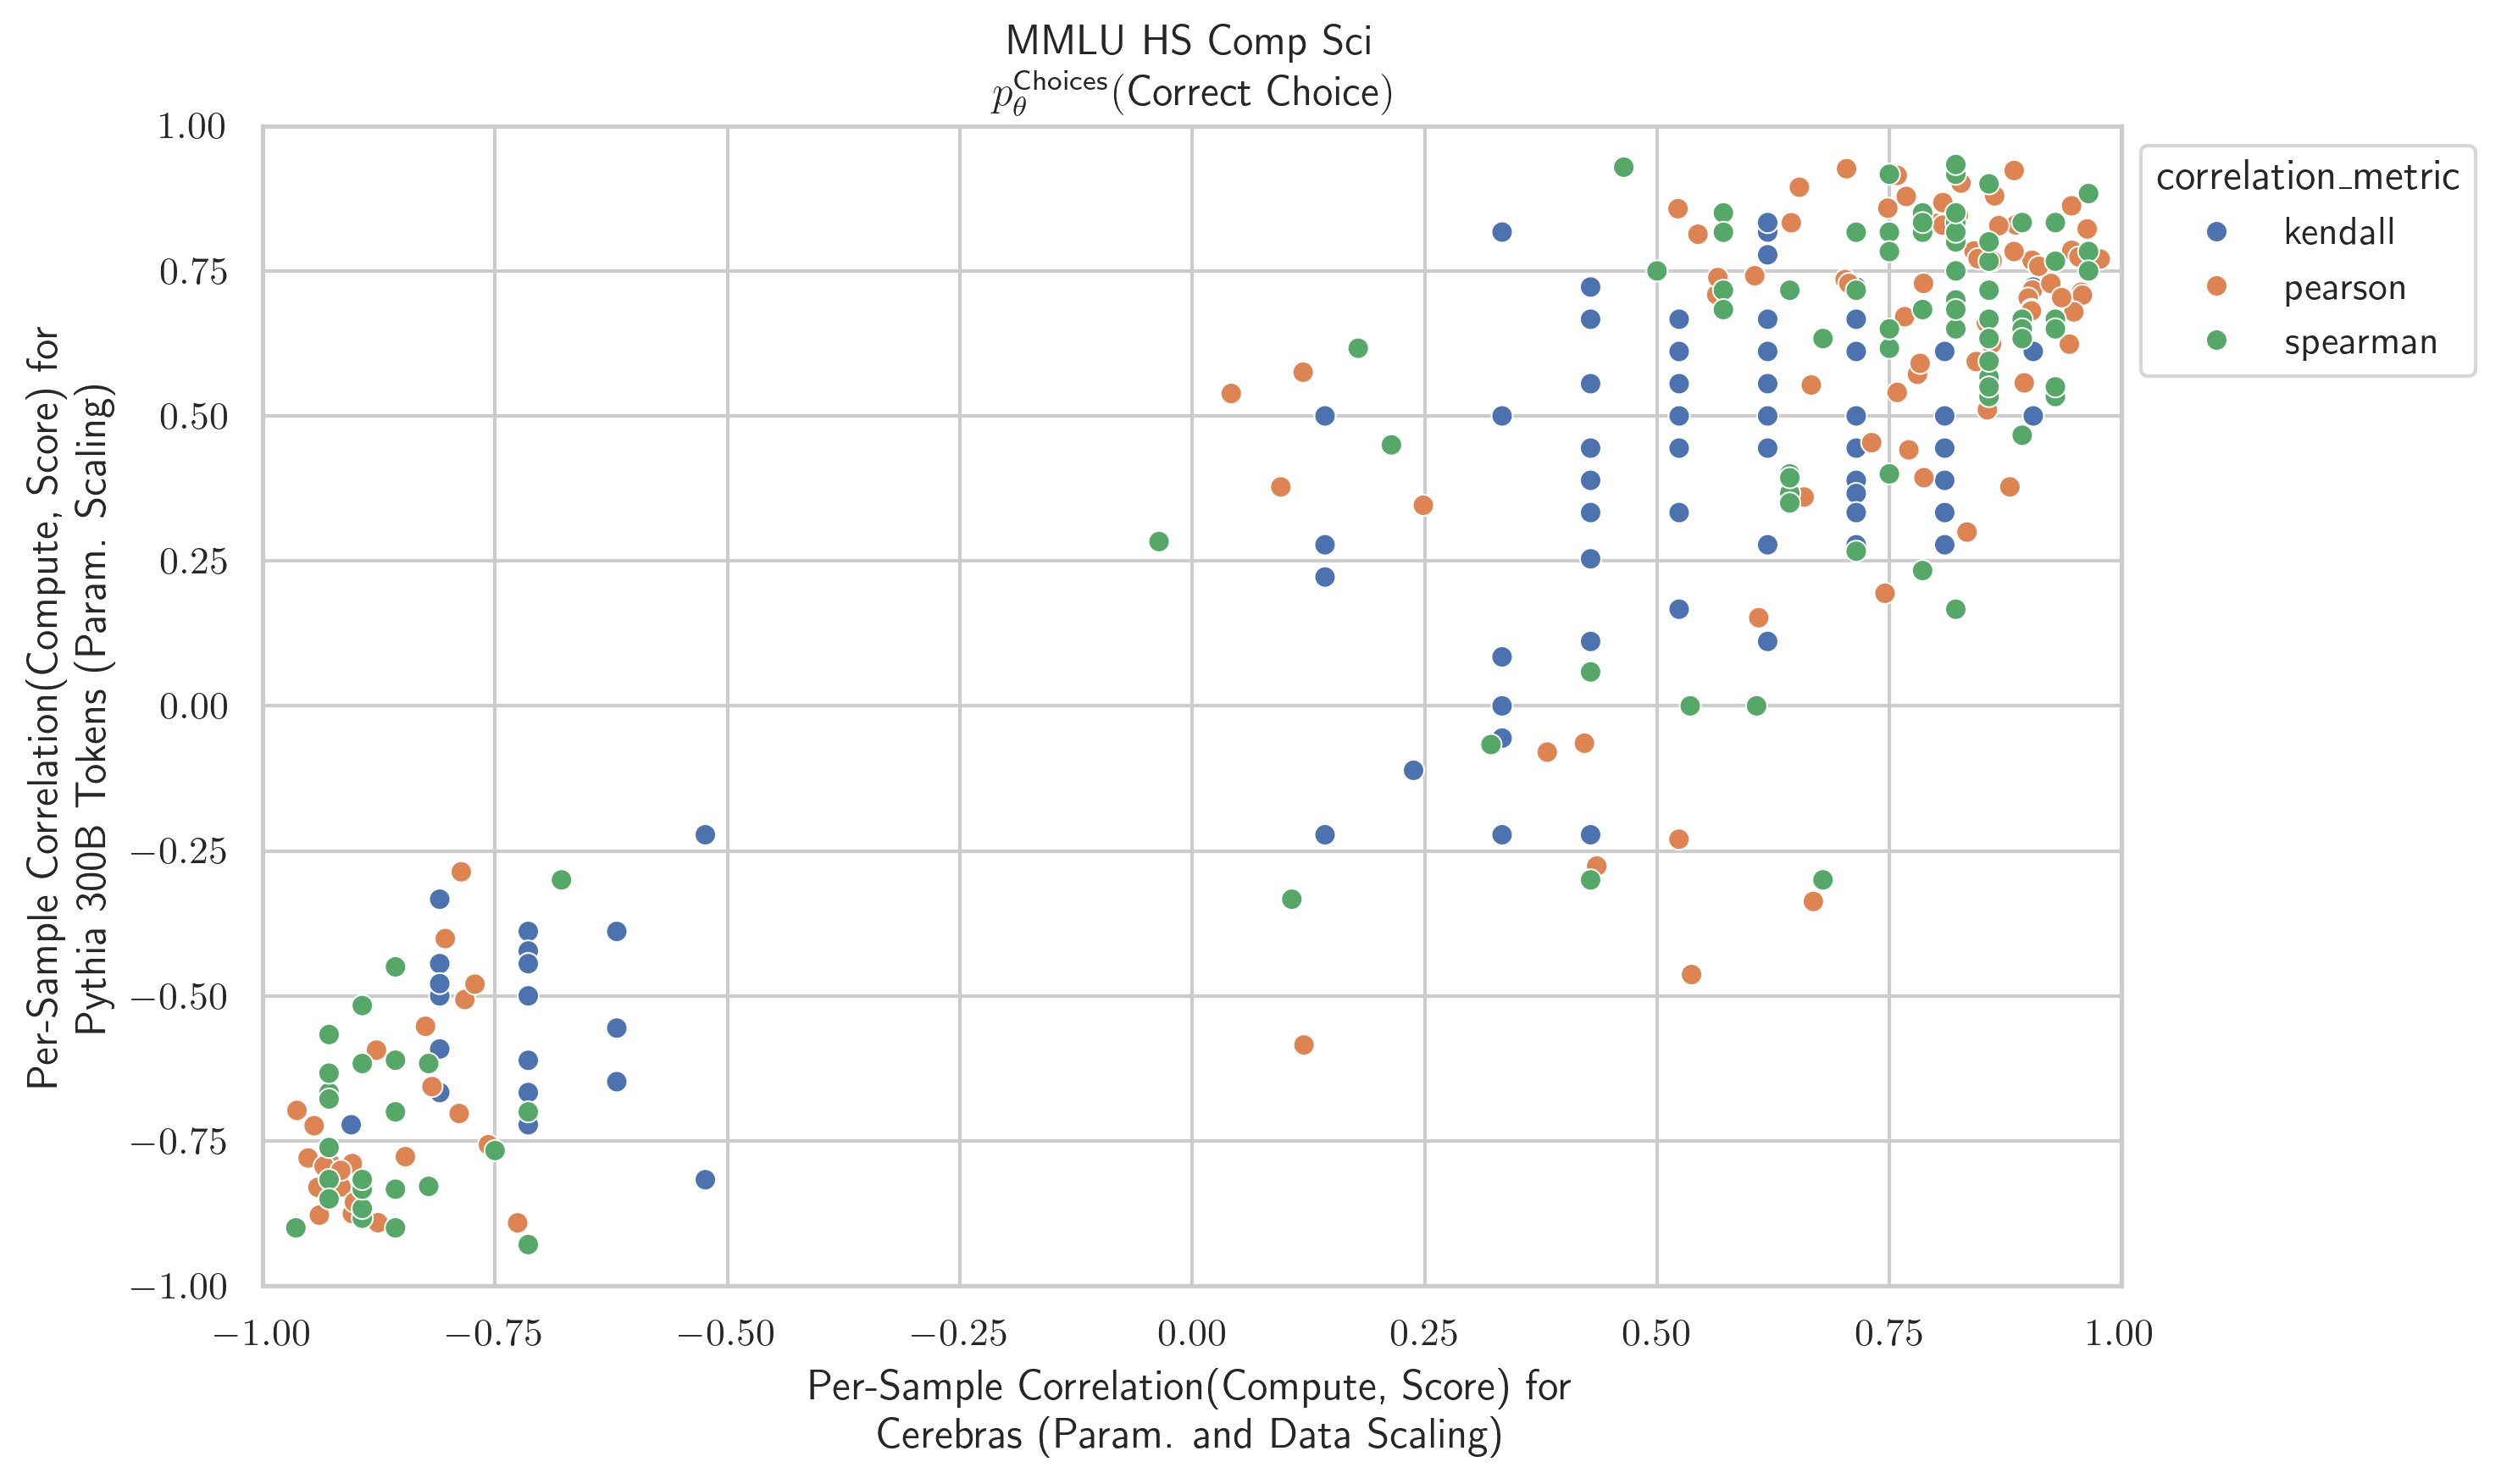 MMLU HS Comp Sci
p_θ^Choices(Correct Choice)
1.00
0.75
0.50
0.25
0.00
−0.25
−0.50
−0.75
−1.00
Per-Sample Correlation(Compute, Score) for
Pythia 300B Tokens (Param. Scaling)
−1.00
−0.75
−0.50
−0.25
0.00
0.25
0.50
0.75
1.00
Per-Sample Correlation(Compute, Score) for
Cerebras (Param. and Data Scaling)
correlation_metric
kendall
pearson
spearman